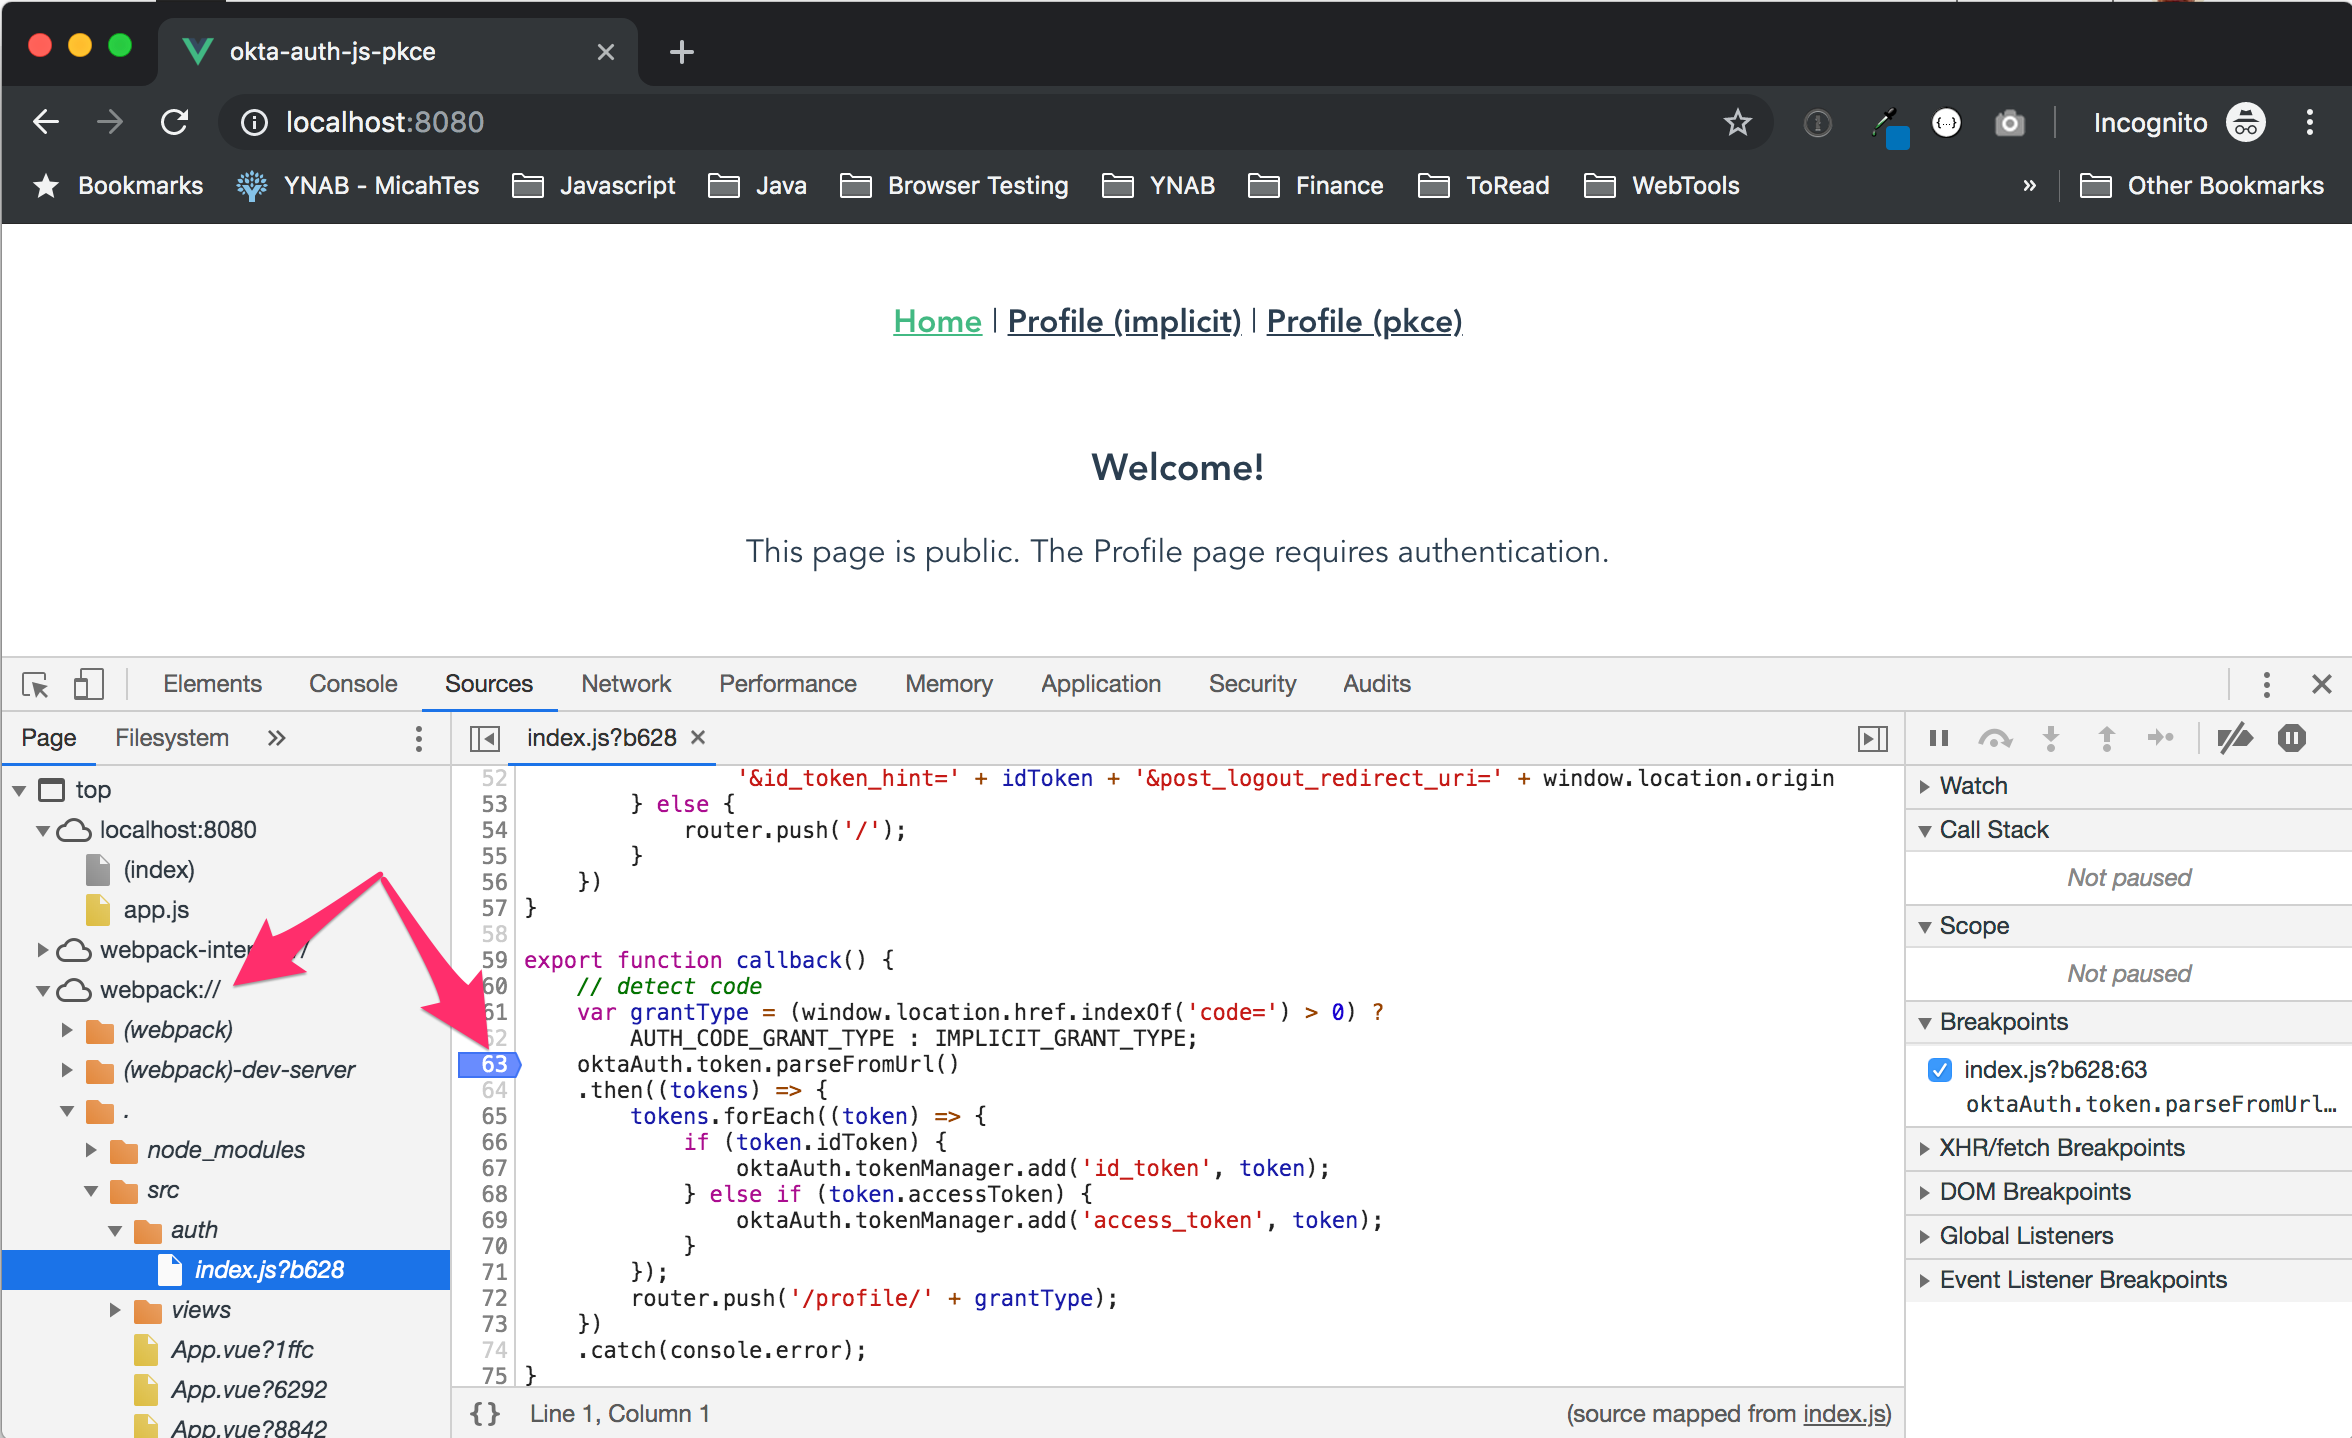 okta-auth-js-pkce
localhost:8080
Incognito
Bookmarks YNAB - MicahTes Javascript Java Browser Testing YNAB Finance ToRead WebTools » Other Bookmarks
Home | Profile (implicit) | Profile (pkce)
Welcome!
This page is public. The Profile page requires authentication.
Elements Console Sources Network Performance Memory Application Security Audits
Page Filesystem »
index.js?b628
top
localhost:8080
(index)
app.js
webpack://
(webpack)
(webpack)-dev-server
.
node_modules
src
auth
index.js?b628
views
App.vue?1ffc
App.vue?6292
App.vue?8842
52 '&id_token_hint=' + idToken + '&post_logout_redirect_uri=' + window.location.origin
53 } else {
54 router.push('/');
55 }
56 })
57 }
58
59 export function callback() {
60 // detect code
61 var grantType = (window.location.href.indexOf('code=') > 0) ?
62 AUTH_CODE_GRANT_TYPE : IMPLICIT_GRANT_TYPE;
63 oktaAuth.token.parseFromUrl()
64 .then((tokens) => {
65 tokens.forEach((token) => {
66 if (token.idToken) {
67 oktaAuth.tokenManager.add('id_token', token);
68 } else if (token.accessToken) {
69 oktaAuth.tokenManager.add('access_token', token);
70 }
71 });
72 router.push('/profile/' + grantType);
73 })
74 .catch(console.error);
75 }
{} Line 1, Column 1
(source mapped from index.js)
Watch
Call Stack
Not paused
Scope
Not paused
Breakpoints
index.js?b628:63
oktaAuth.token.parseFromUrl…
XHR/fetch Breakpoints
DOM Breakpoints
Global Listeners
Event Listener Breakpoints